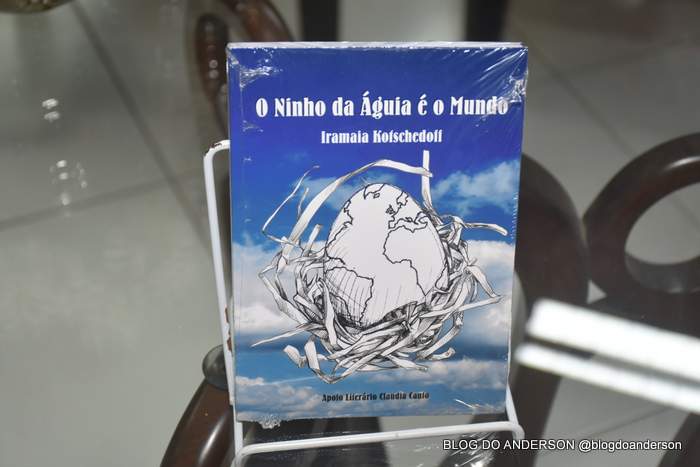 O Ninho da Águia é o Mundo
Iramaia Kotschedoff
Apoio Literário Claudia Canto
BLOG DO ANDERSON @blogdoanderson